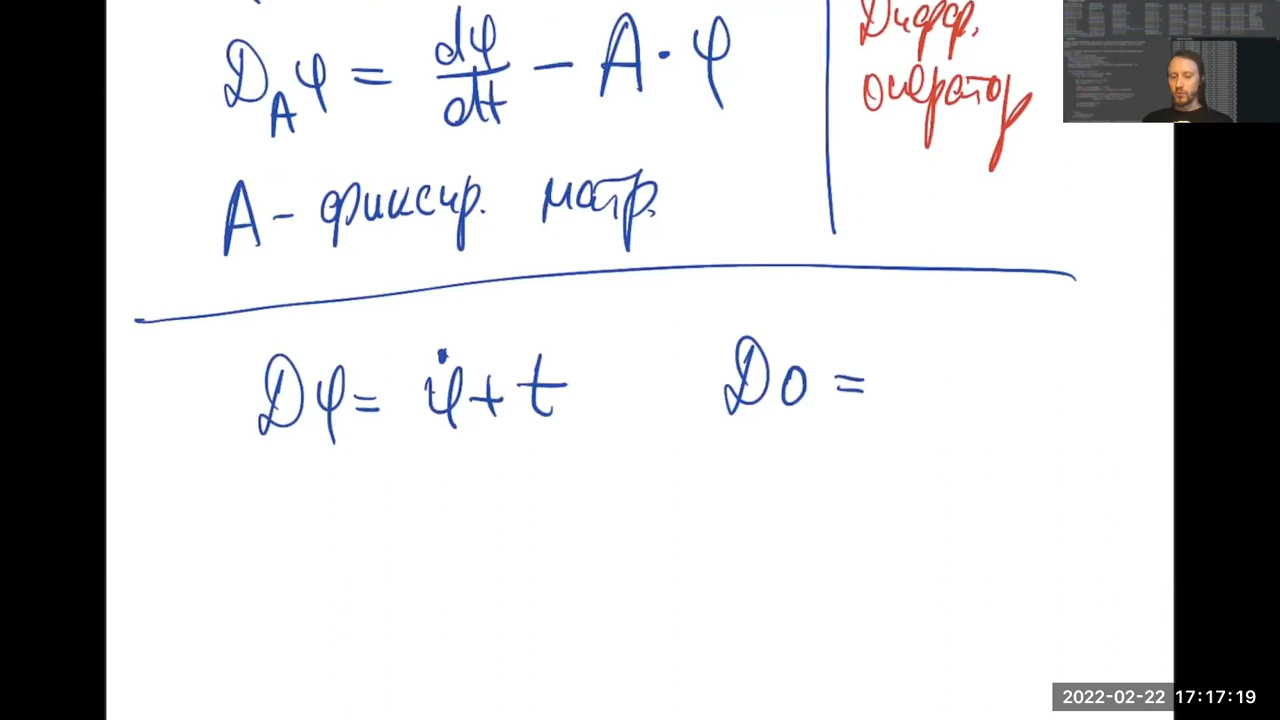 D_A φ = dφ/dt − A · φ
Дифф.
оператор
A - фиксир. матр.
Dφ = φ̇ + t
D0 =
2022-02-22 17:17:19